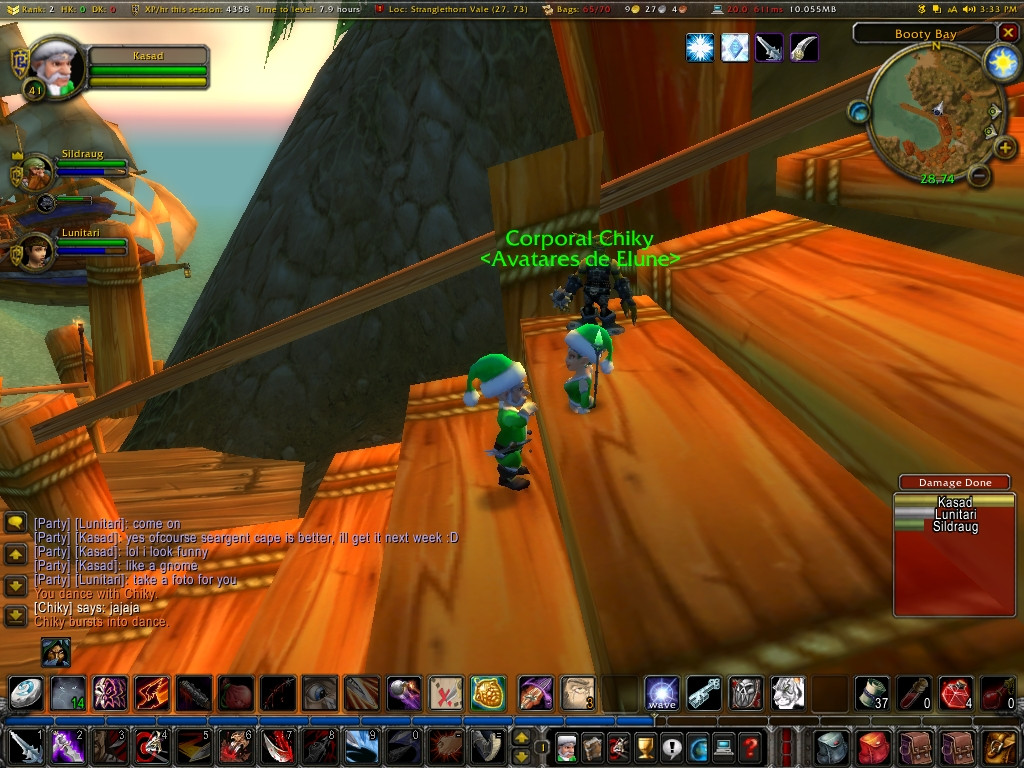 Rank: 2 HK: 0 DK: 0 XP/hr this session: 4358 Time to level: 7.9 hours Loc: Stranglethorn Vale (27, 73) Bags: 65/70 9 27 4 20.0 611ms 10.055MB AA 3:33 PM
Booty Bay
N
Kasad
41
Sildraug
28,74
Lunitari
Corporal Chiky
<Avatares de Elune>
Damage Done
Kasad
Lunitari
Sildraug
[Party] [Lunitari]: come on
[Party] [Kasad]: yes ofcourse seargent cape is better, ill get it next week :D
[Party] [Kasad]: lol i look funny
[Party] [Kasad]: like a gnome
[Party] [Lunitari]: take a foto for you
You dance with Chiky.
[Chiky] says: jajaja
Chiky bursts into dance.
14 3 wave 37 0 4 0
1 2 3 4 5 6 7 8 9 0 - = 1